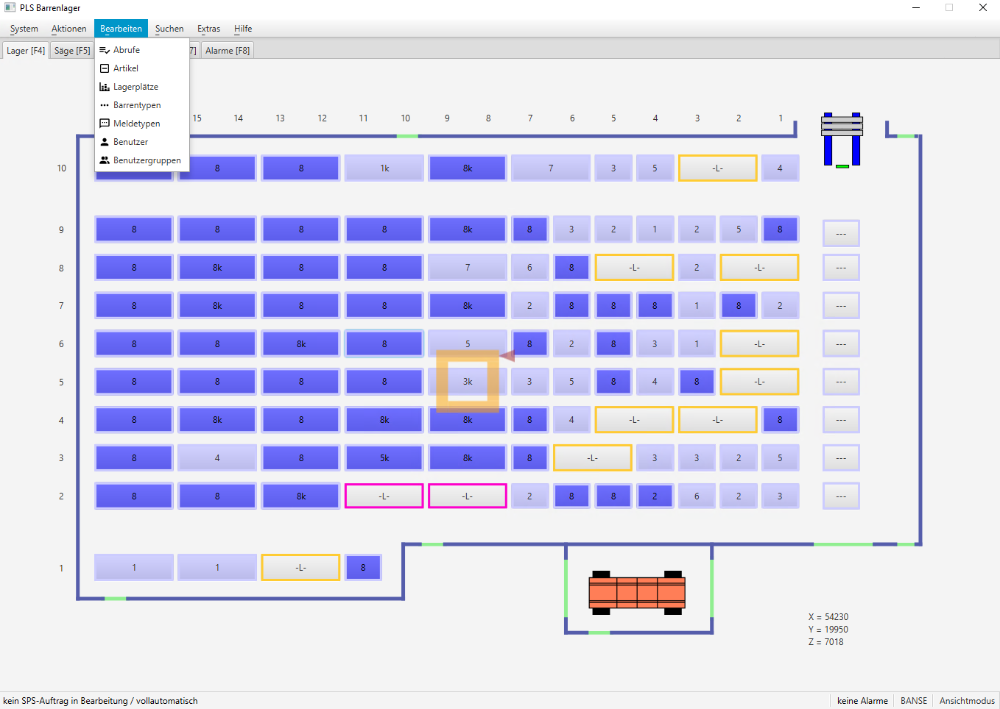 PLS Barrenlager
System Aktionen Bearbeiten Suchen Extras Hilfe
Lager [F4] Säge [F5] 7] Alarme [F8]
Abrufe
Artikel
Lagerplätze
Barrentypen
Meldetypen
Benutzer
Benutzergruppen
15 14 13 12 11 10 9 8 7 6 5 4 3 2 1
10 8 8 1k 8k 7 3 5 -L- 4
9 8 8 8 8 8k 8 3 2 1 2 5 8 ---
8 8 8k 8 8 7 6 8 -L- 2 -L- ---
7 8 8k 8 8 8k 2 8 8 8 1 8 2 ---
6 8 8 8k 8 5 8 2 8 3 1 -L- ---
5 8 8 8 8 3k 3 5 8 4 8 -L- ---
4 8 8k 8 8k 8k 8 4 -L- -L- 8 ---
3 8 4 8 5k 8k 8 -L- 3 3 2 5 ---
2 8 8 8k -L- -L- 2 8 8 2 6 2 3 ---
1 1 1 -L- 8
X = 54230
Y = 19950
Z = 7018
kein SPS-Auftrag in Bearbeitung / vollautomatisch keine Alarme BANSE Ansichtmodus